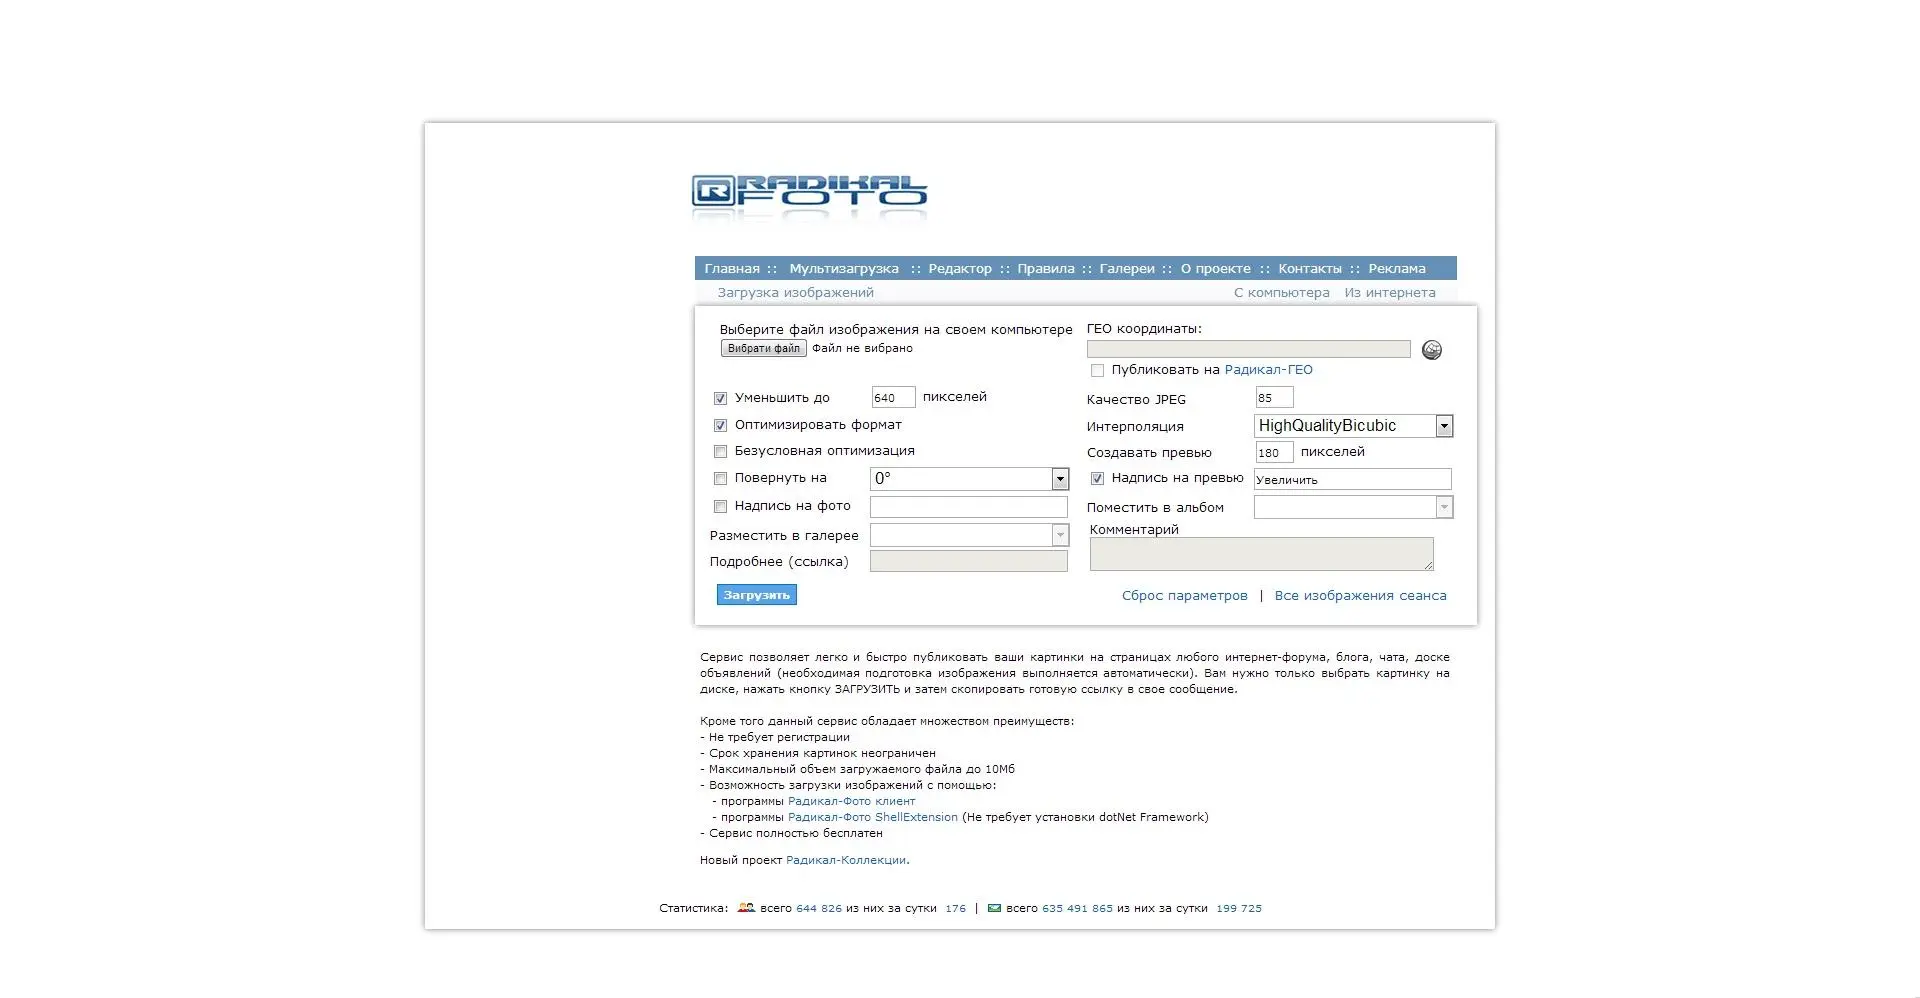 RADIKAL
FOTO
Главная :: Мультизагрузка :: Редактор :: Правила :: Галереи :: О проекте :: Контакты :: Реклама
Загрузка изображений С компьютера Из интернета
Выберите файл изображения на своем компьютере ГЕО координаты:
Вибрати файл Файл не вибрано
Публиковать на Радикал-ГЕО
Уменьшить до 640 пикселей Качество JPEG 85
Оптимизировать формат Интерполяция HighQualityBicubic
Безусловная оптимизация Создавать превью 180 пикселей
Повернуть на 0° Надпись на превью Увеличить
Надпись на фото Поместить в альбом
Разместить в галерее Комментарий
Подробнее (ссылка)
Загрузить Сброс параметров | Все изображения сеанса
Сервис позволяет легко и быстро публиковать ваши картинки на страницах любого интернет-форума, блога, чата, доске
объявлений (необходимая подготовка изображения выполняется автоматически). Вам нужно только выбрать картинку на
диске, нажать кнопку ЗАГРУЗИТЬ и затем скопировать готовую ссылку в свое сообщение.
Кроме того данный сервис обладает множеством преимуществ:
- Не требует регистрации
- Срок хранения картинок неограничен
- Максимальный объем загружаемого файла до 10Мб
- Возможность загрузки изображений с помощью:
- программы Радикал-Фото клиент
- программы Радикал-Фото ShellExtension (Не требует установки dotNet Framework)
- Сервис полностью бесплатен
Новый проект Радикал-Коллекции.
Статистика: всего 644 826 из них за сутки 176 | всего 635 491 865 из них за сутки 199 725